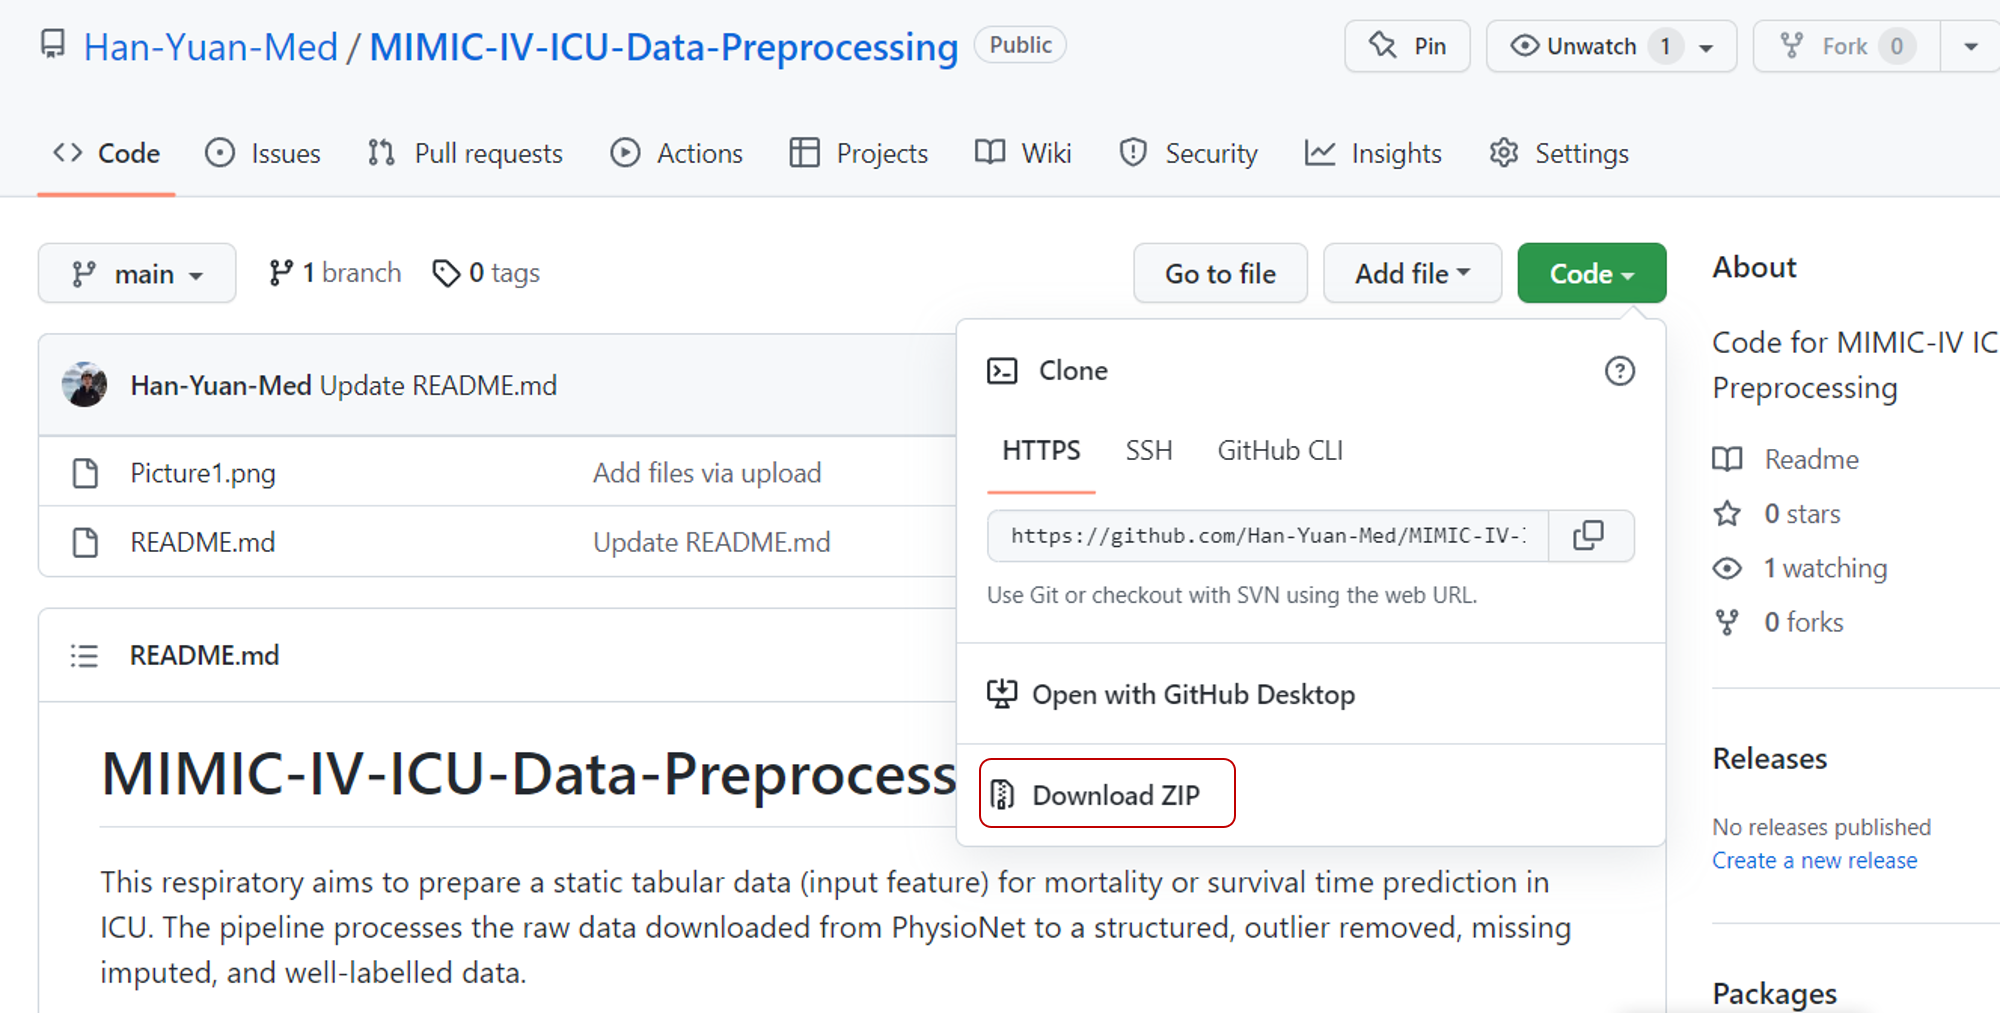 Han-Yuan-Med / MIMIC-IV-ICU-Data-Preprocessing Public Pin Unwatch 1 Fork 0
Code Issues Pull requests Actions Projects Wiki Security Insights Settings
main 1 branch 0 tags Go to file Add file Code
Han-Yuan-Med Update README.md
Picture1.png Add files via upload
README.md Update README.md
README.md
MIMIC-IV-ICU-Data-Preprocess
This respiratory aims to prepare a static tabular data (input feature) for mortality or survival time prediction in
ICU. The pipeline processes the raw data downloaded from PhysioNet to a structured, outlier removed, missing
imputed, and well-labelled data.
Clone
HTTPS SSH GitHub CLI
https://github.com/Han-Yuan-Med/MIMIC-IV-
Use Git or checkout with SVN using the web URL.
Open with GitHub Desktop
Download ZIP
About
Code for MIMIC-IV IC
Preprocessing
Readme
0 stars
1 watching
0 forks
Releases
No releases published
Create a new release
Packages